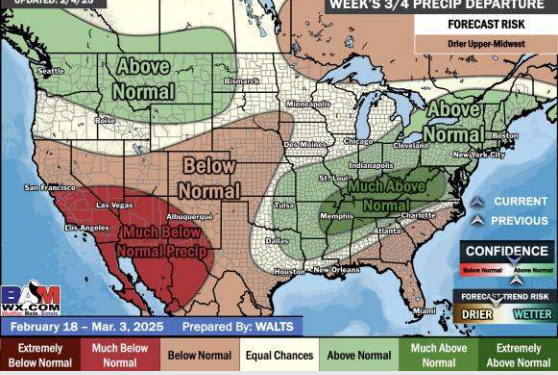 UPDATED: 2/4/25
WEEK'S 3/4 PRECIP DEPARTURE
FORECAST RISK
Drier Upper-Midwest
Seattle
Above
Normal
Bismarck
Minneapolis
Boise
Above
Normal
Boston
Des Moines
Chicago
Cleveland
New York City
Below
Normal
Indianapolis
San Francisco
St. Loui
Much Above
Normal
Las Vegas
Albuquerque
Tulsa
Memphis
Charlotte
CURRENT
PREVIOUS
Los Angeles
Much Below
Normal Precip
Dallas
Atlanta
CONFIDENCE
Below Normal
Above Normal
Houston
New Orleans
BAM
WX.COM
FORECAST TREND RISK
DRIER
WETTER
Miami
February 18 – Mar. 3, 2025
Prepared By: WALTS
Extremely
Below Normal
Much Below
Normal
Below Normal
Equal Chances
Above Normal
Much Above
Normal
Extremely
Above Normal